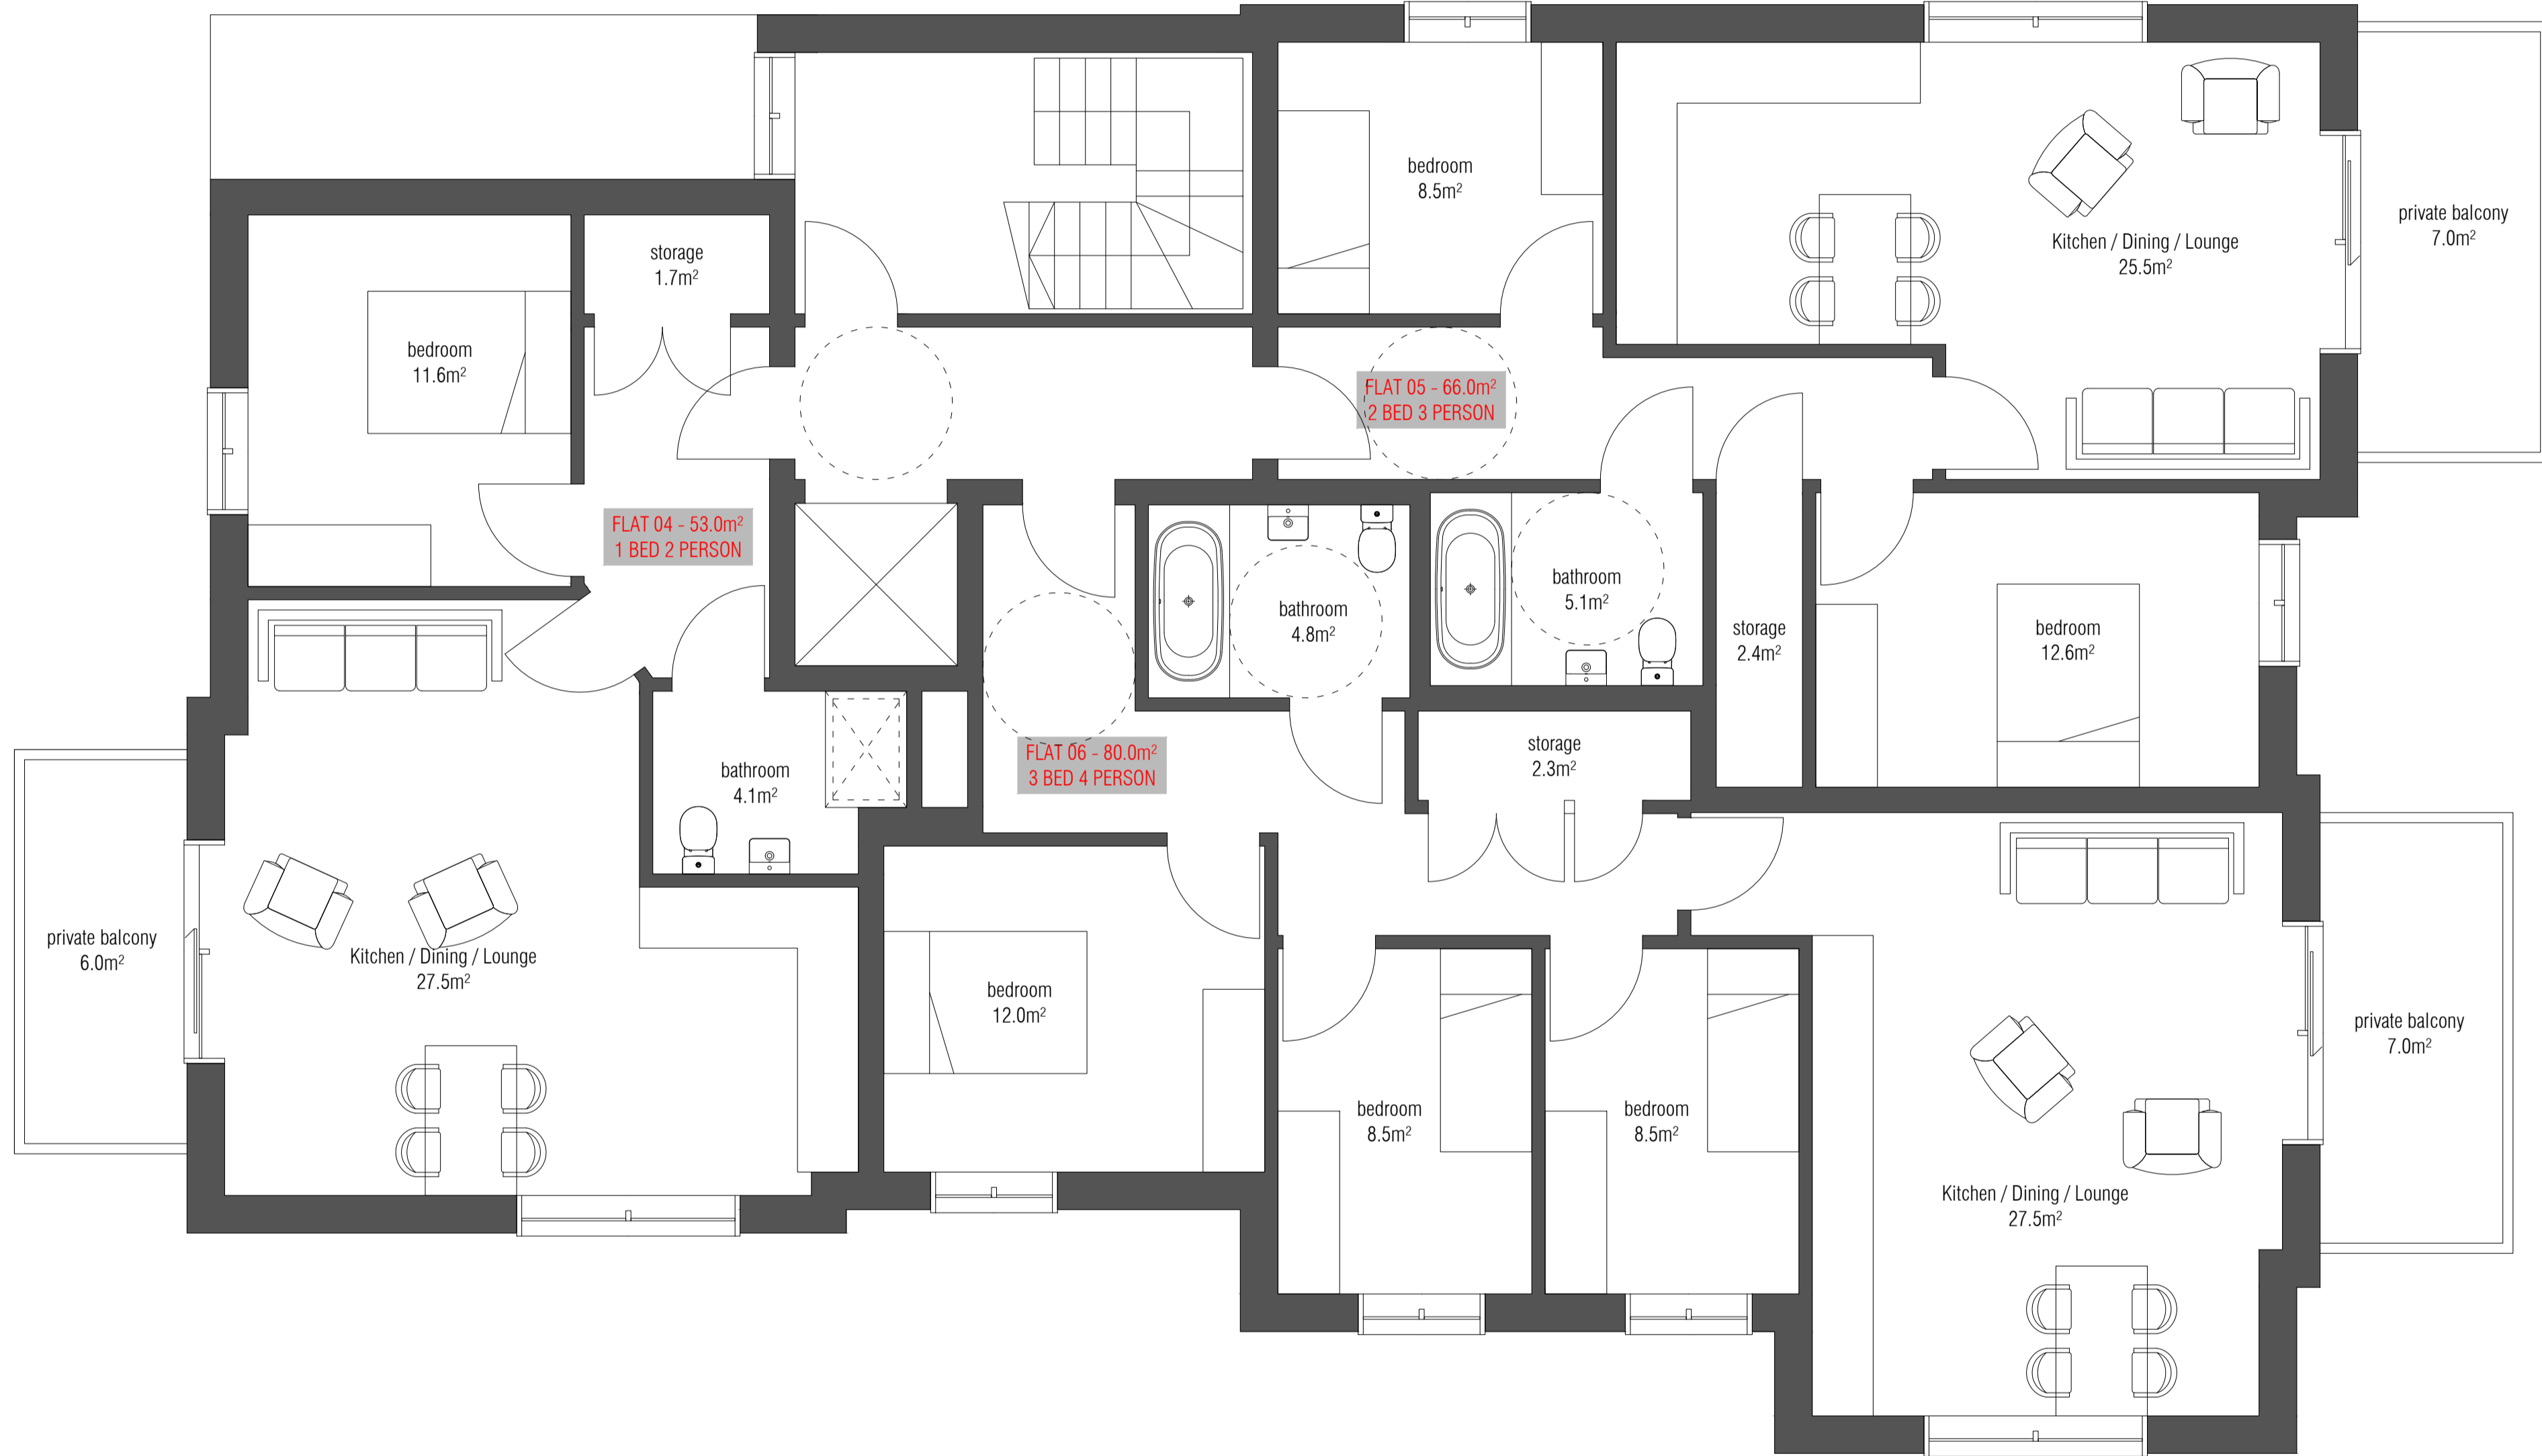 bedroom
8.5m²
Kitchen / Dining / Lounge
25.5m²
private balcony
7.0m²
storage
1.7m²
bedroom
11.6m²
FLAT 05 - 66.0m²
2 BED 3 PERSON
FLAT 04 - 53.0m²
1 BED 2 PERSON
bathroom
4.8m²
bathroom
5.1m²
storage
2.4m²
bedroom
12.6m²
FLAT 06 - 80.0m²
3 BED 4 PERSON
storage
2.3m²
bathroom
4.1m²
private balcony
6.0m²
Kitchen / Dining / Lounge
27.5m²
bedroom
12.0m²
bedroom
8.5m²
bedroom
8.5m²
private balcony
7.0m²
Kitchen / Dining / Lounge
27.5m²